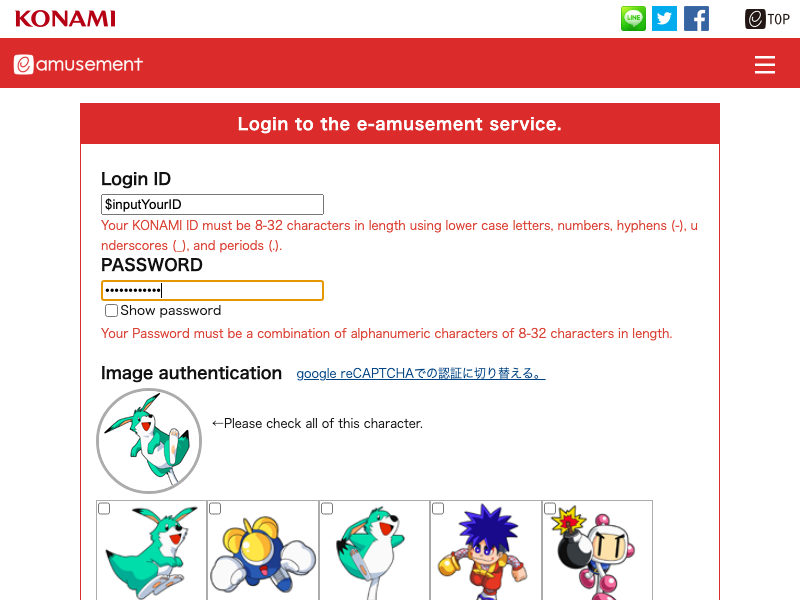 KONAMI
LINE
TOP
amusement
Login to the e-amusement service.
Login ID
$inputYourID
Your KONAMI ID must be 8-32 characters in length using lower case letters, numbers, hyphens (-), u
nderscores (_), and periods (.).
PASSWORD
••••••••••••
Show password
Your Password must be a combination of alphanumeric characters of 8-32 characters in length.
Image authentication google reCAPTCHAでの認証に切り替える。
←Please check all of this character.